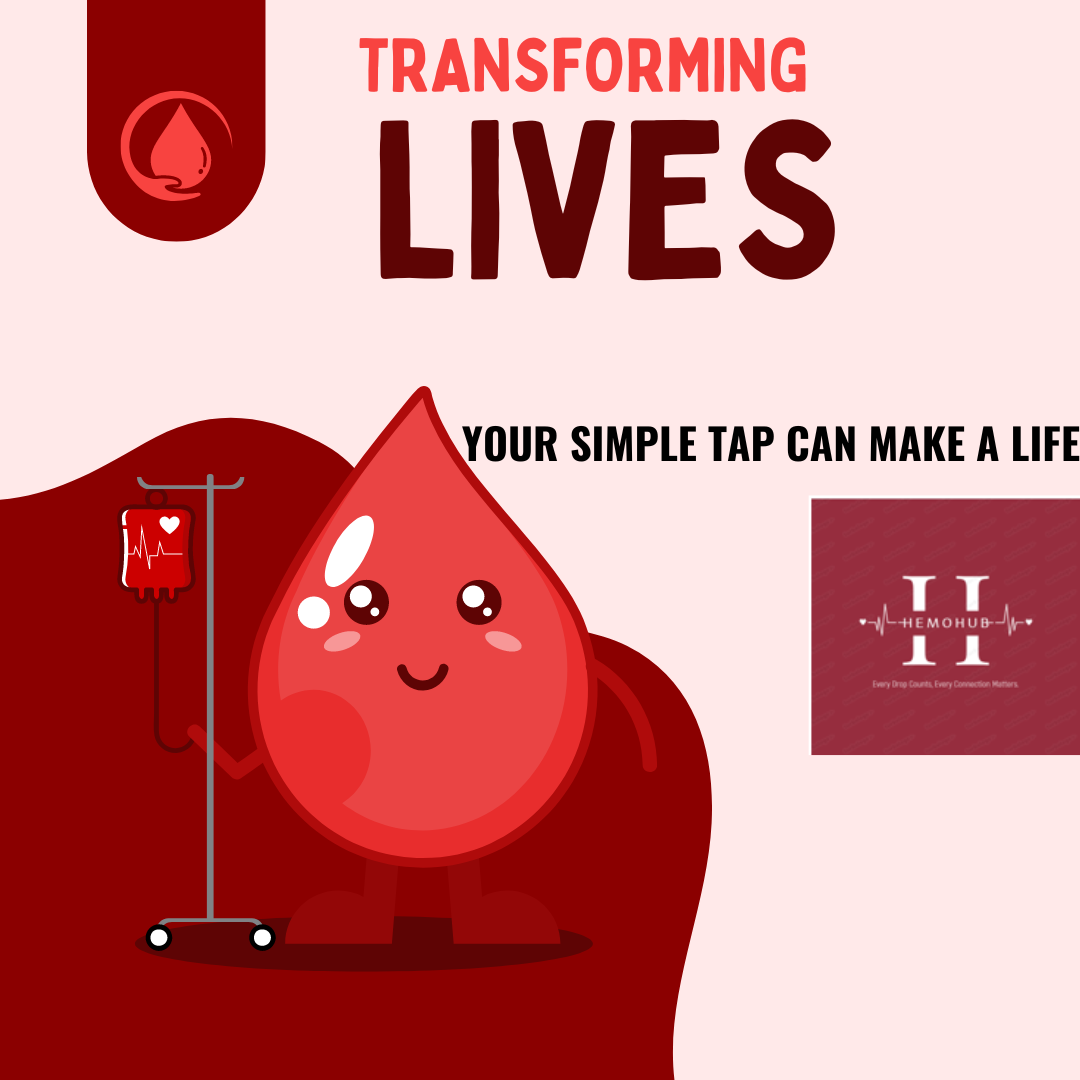 TRANSFORMING
LIVES
YOUR SIMPLE TAP CAN MAKE A LIFE
HEMOHUB
Every Drop Counts, Every Connection Matters.